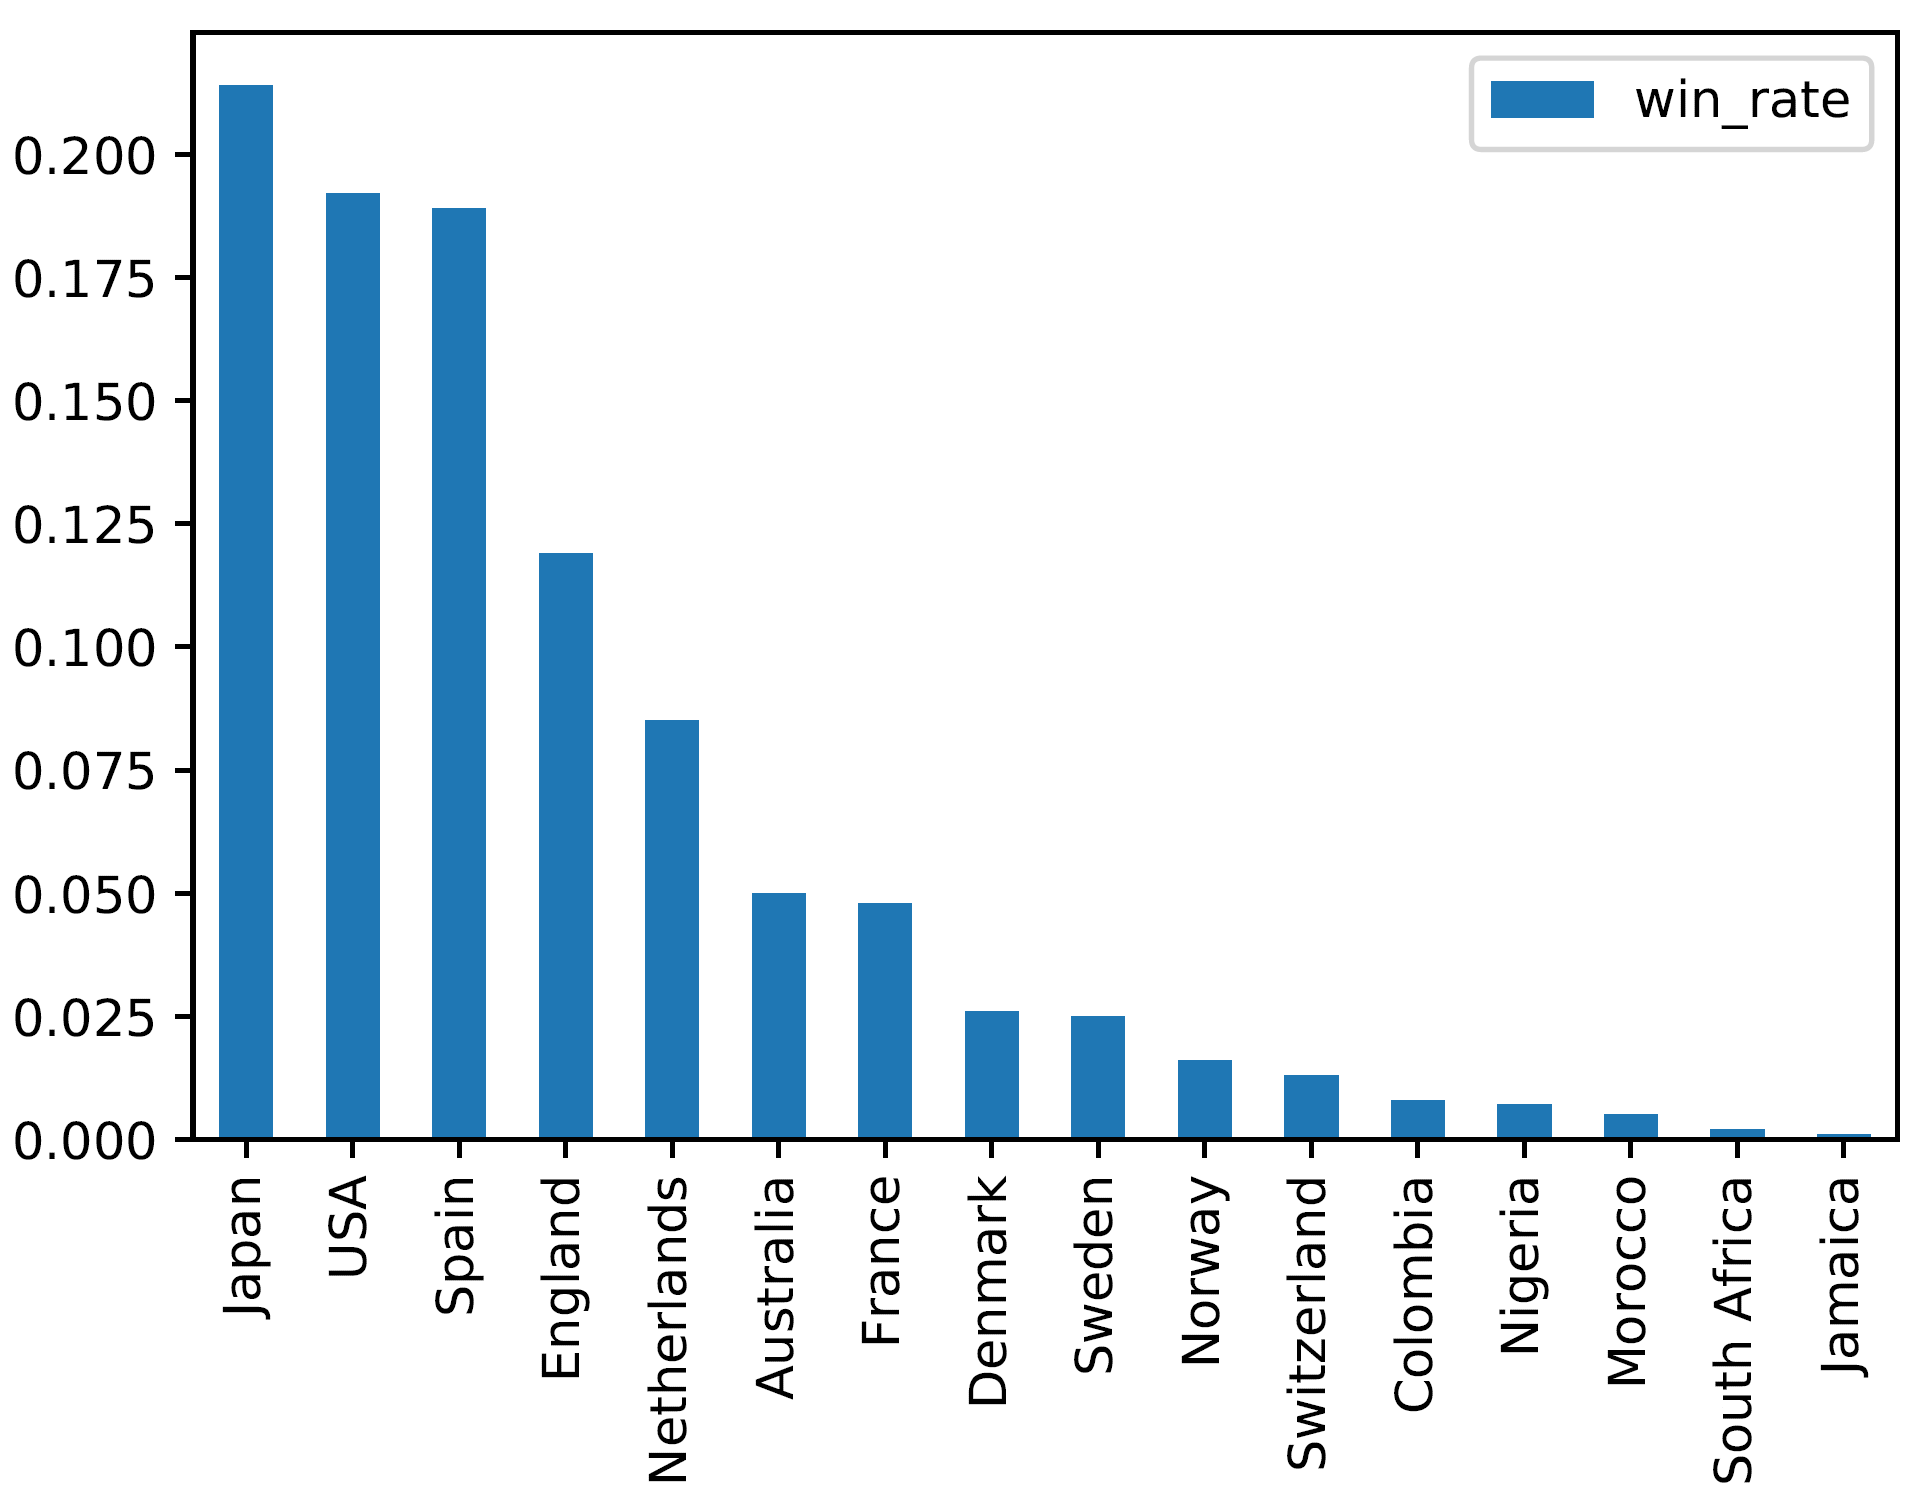 win_rate
0.200
0.175
0.150
0.125
0.100
0.075
0.050
0.025
0.000
Japan
USA
Spain
England
Netherlands
Australia
France
Denmark
Sweden
Norway
Switzerland
Colombia
Nigeria
Morocco
South Africa
Jamaica